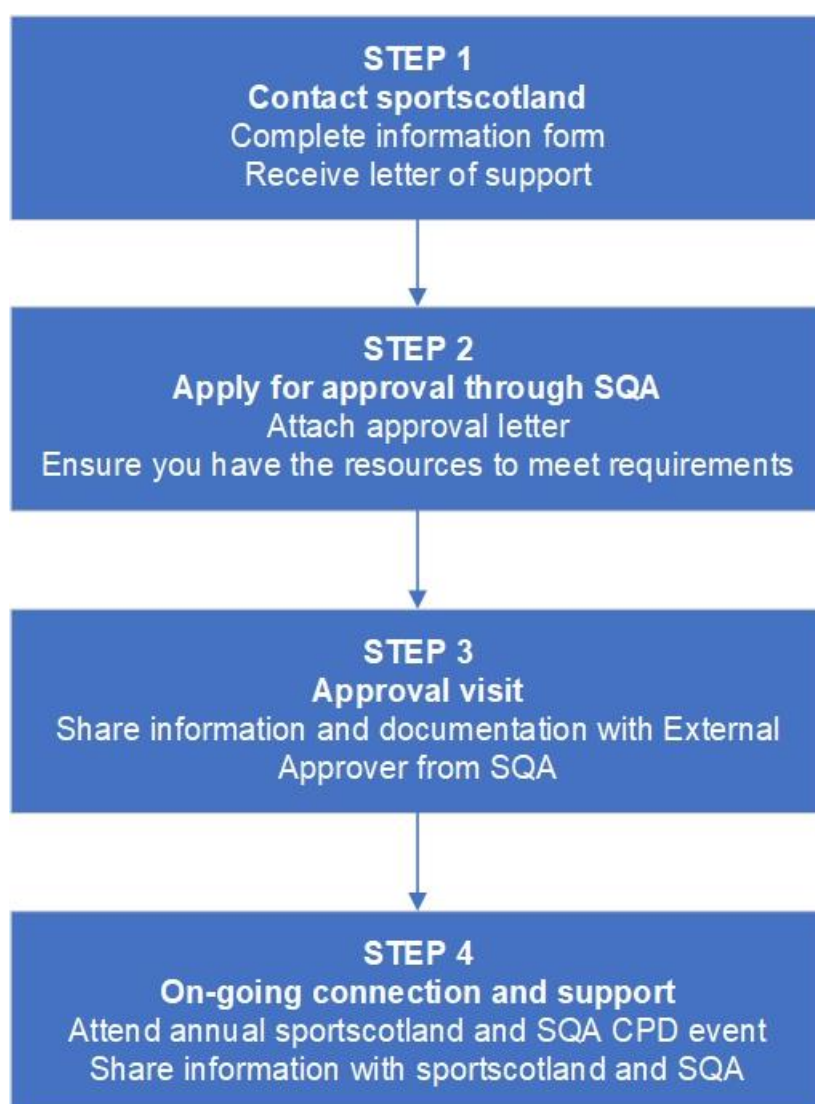 STEP 1
Contact sportscotland
Complete information form
Receive letter of support
STEP 2
Apply for approval through SQA
Attach approval letter
Ensure you have the resources to meet requirements
STEP 3
Approval visit
Share information and documentation with External
Approver from SQA
STEP 4
On-going connection and support
Attend annual sportscotland and SQA CPD event
Share information with sportscotland and SQA